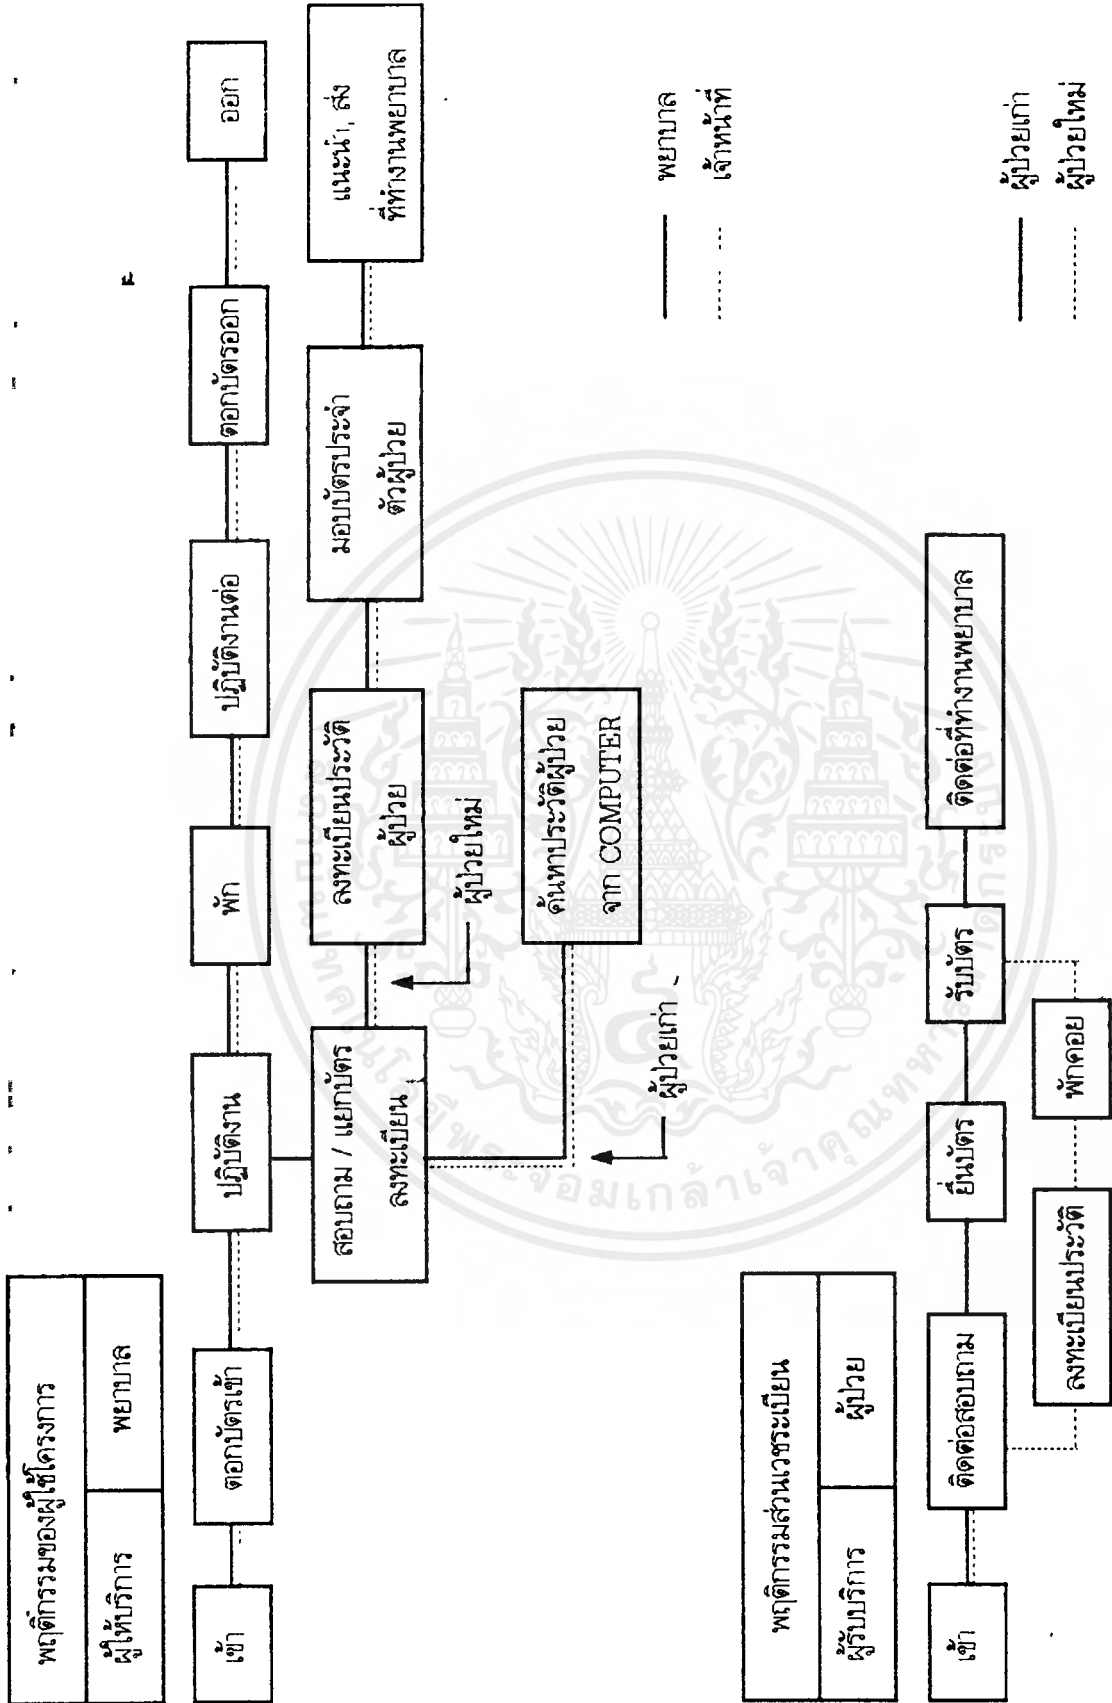 พฤติกรรมของผู้ใช้โครงการ
ผู้ให้บริการ
พยาบาล
เข้า
ตอกบัตรเข้า
ปฏิบัติงาน
พัก
ปฏิบัติงานต่อ
ตอกบัตรออก
ออก
สอบถาม / แยกบัตร
ลงทะเบียน
ลงทะเบียนประวัติ
ผู้ป่วย
มอบบัตรประจำ
ตัวผู้ป่วย
แนะนำ, ส่ง
ที่ทำงานพยาบาล
ผู้ป่วยใหม่
ค้นหาประวัติผู้ป่วย
จาก COMPUTER
ผู้ป่วยเก่า
พยาบาล
เจ้าหน้าที่
พฤติกรรมส่วนเวชระเบียน
ผู้รับบริการ
ผู้ป่วย
เข้า
ติดต่อสอบถาม
ยื่นบัตร
รับบัตร
ติดต่อที่ทำงานพยาบาล
ลงทะเบียนประวัติ
พักคอย
ผู้ป่วยเก่า
ผู้ป่วยใหม่